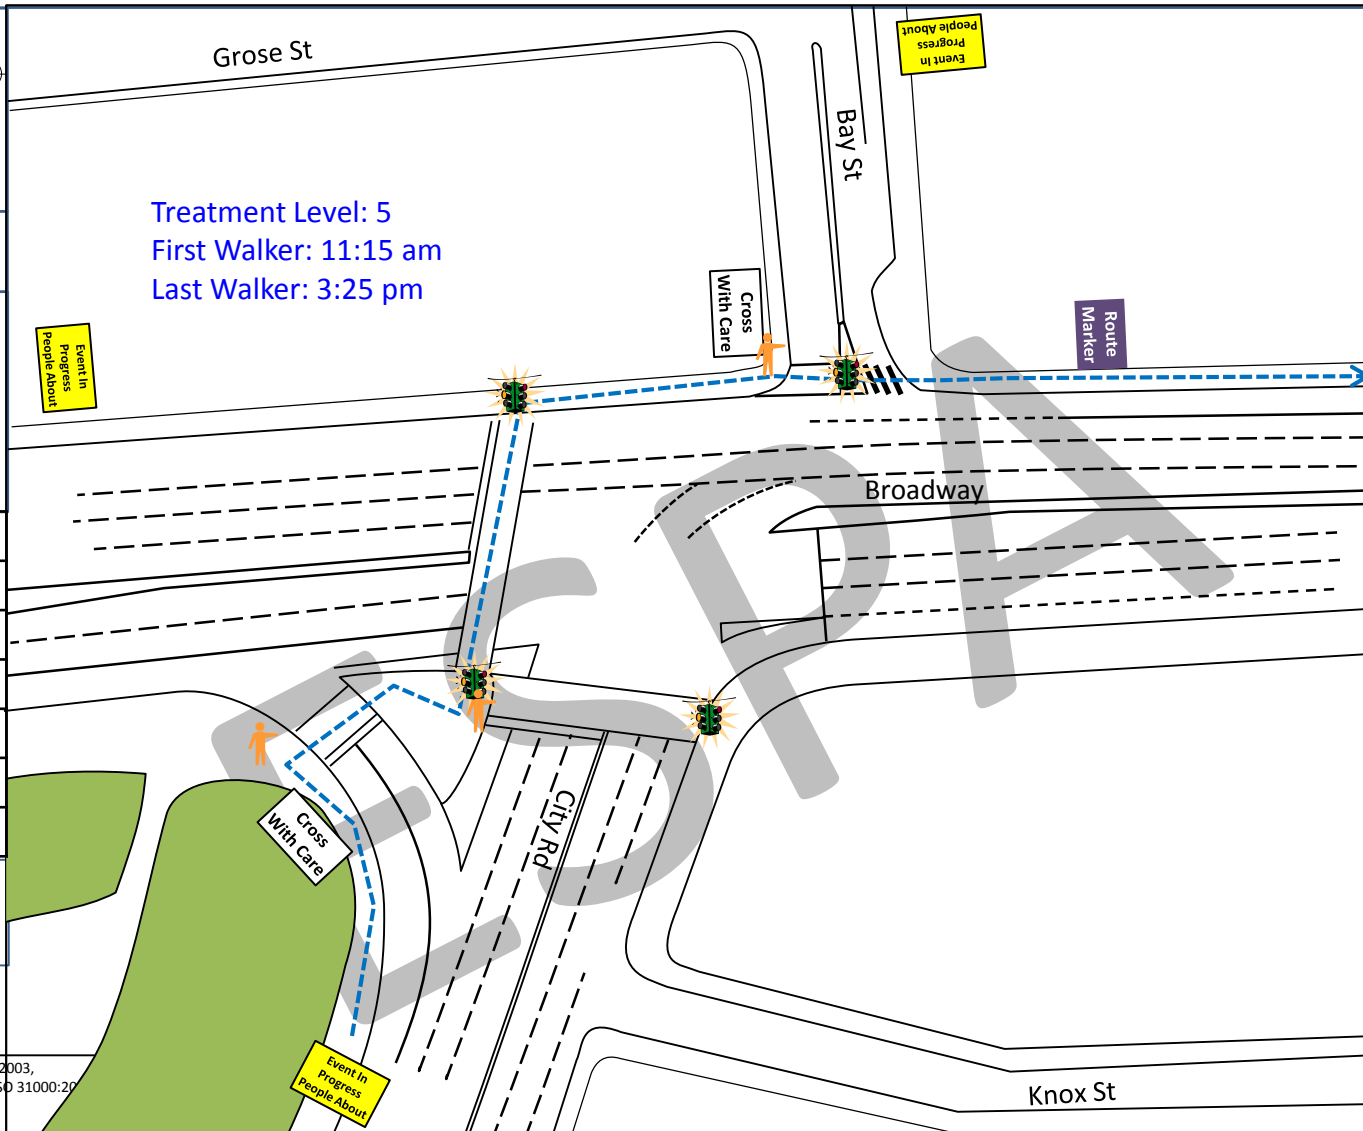 Grose St
Event In
Progress
People About
Bay St
Treatment Level: 5
First Walker: 11:15 am
Last Walker: 3:25 pm
Cross
With Care
Route
Marker
Event In
Progress
People About
Broadway
City Rd
Cross
With Care
Event In
Progress
People About
Knox St
2003,
SO 31000:20
ESPA